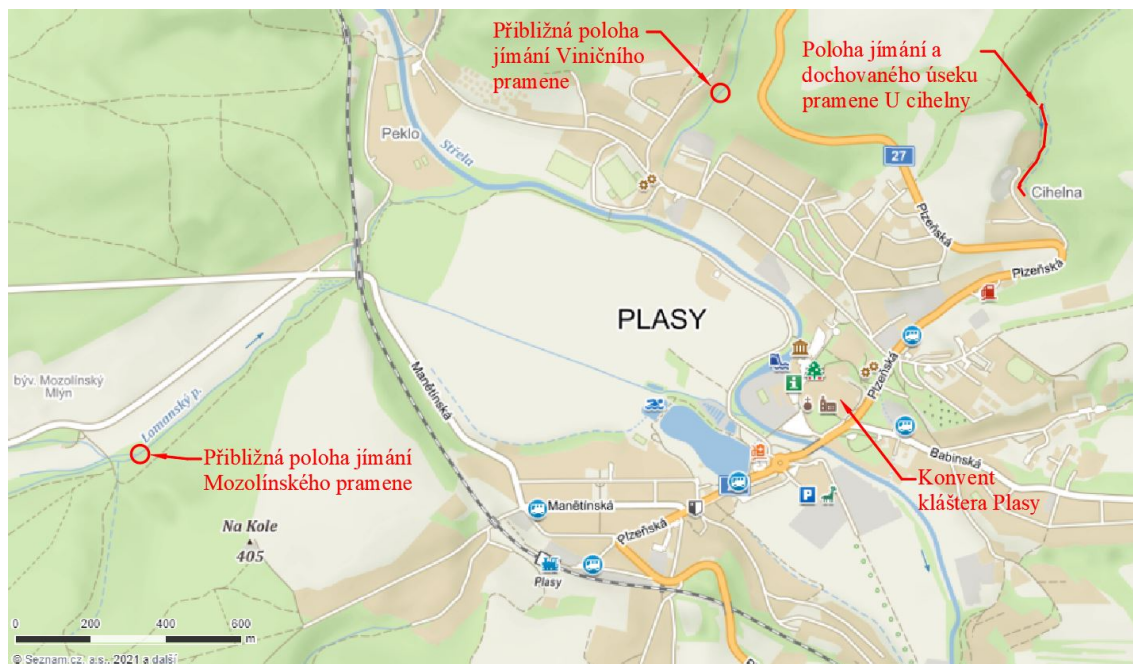 Přibližná poloha
jímání Viničního
pramene
Poloha jímání a
dochovaného úseku
pramene U cihelny
Peklo
Střela
27
Cihelna
Plzeňská
Plzeňská
PLASY
Manětínská
býv. Mozolínský
Mlýn
Lomanský p.
Plzeňská
Babinská
Přibližná poloha jímání
Mozolínského pramene
Konvent
kláštera Plasy
Manětínská
P
Na Kole
405
Plzeňská
Plasy
0 200 400 600
m
© Seznam.cz, a.s., 2021 a další